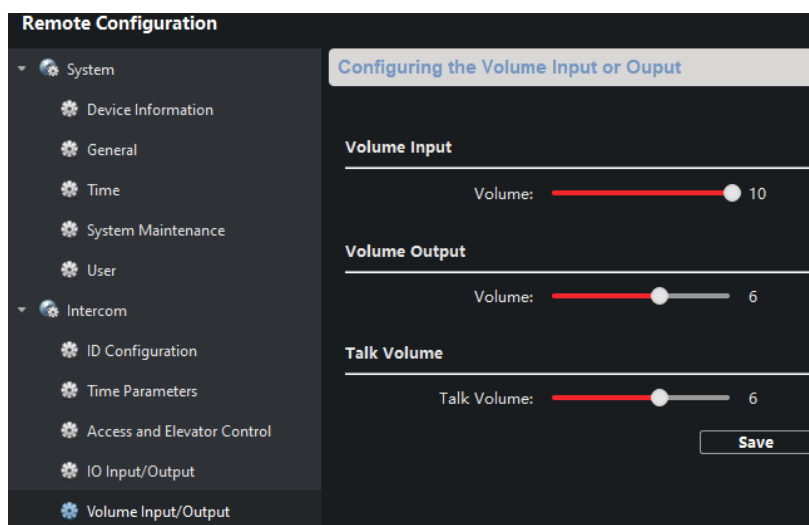 Remote Configuration
System
Device Information
General
Time
System Maintenance
User
Intercom
ID Configuration
Time Parameters
Access and Elevator Control
IO Input/Output
Volume Input/Output
Configuring the Volume Input or Ouput
Volume Input
Volume: 10
Volume Output
Volume: 6
Talk Volume
Talk Volume: 6
Save